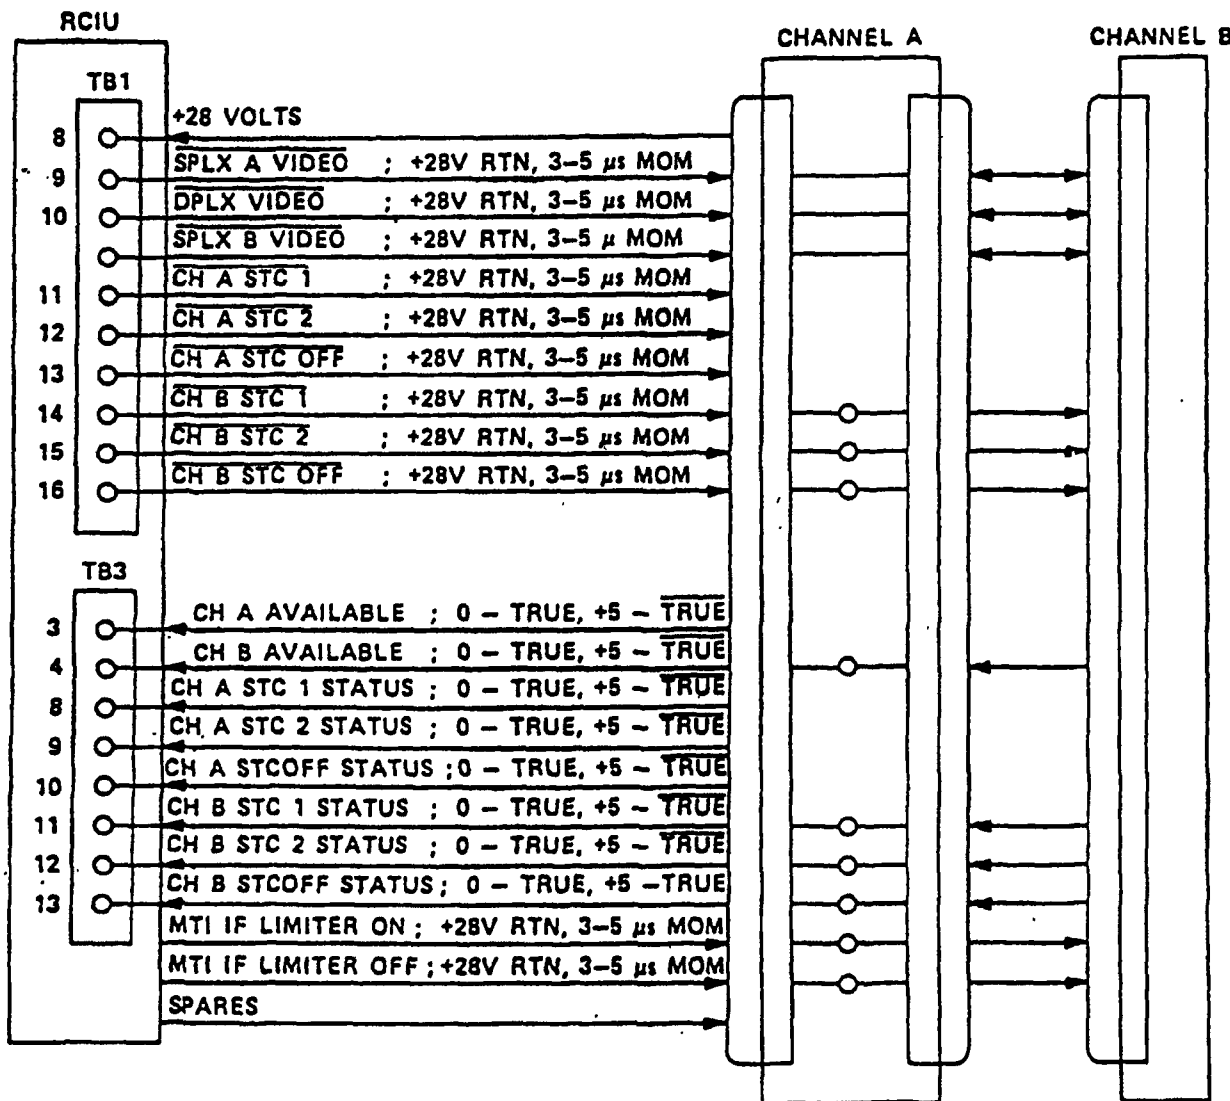 RCIU
CHANNEL A
CHANNEL B
TB1
+28 VOLTS
8
SPLX A VIDEO ; +28V RTN, 3–5 µs MOM
9
DPLX VIDEO ; +28V RTN, 3–5 µs MOM
10
SPLX B VIDEO ; +28V RTN, 3–5 µ MOM
CH A STC 1 ; +28V RTN, 3–5 µs MOM
11
CH A STC 2 ; +28V RTN, 3–5 µs MOM
12
CH A STC OFF ; +28V RTN, 3–5 µs MOM
13
CH B STC 1 ; +28V RTN, 3–5 µs MOM
14
CH B STC 2 ; +28V RTN, 3–5 µs MOM
15
CH B STC OFF ; +28V RTN, 3–5 µs MOM
16
TB3
CH A AVAILABLE ; 0 – TRUE, +5 – TRUE
3
CH B AVAILABLE ; 0 – TRUE, +5 – TRUE
4
CH A STC 1 STATUS ; 0 – TRUE, +5 – TRUE
8
CH A STC 2 STATUS ; 0 – TRUE, +5 – TRUE
9
CH A STCOFF STATUS ; 0 – TRUE, +5 – TRUE
10
CH B STC 1 STATUS ; 0 – TRUE, +5 – TRUE
11
CH B STC 2 STATUS ; 0 – TRUE, +5 – TRUE
12
CH B STCOFF STATUS ; 0 – TRUE, +5 –TRUE
13
MTI IF LIMITER ON ; +28V RTN, 3–5 µs MOM
MTI IF LIMITER OFF ; +28V RTN, 3–5 µs MOM
SPARES